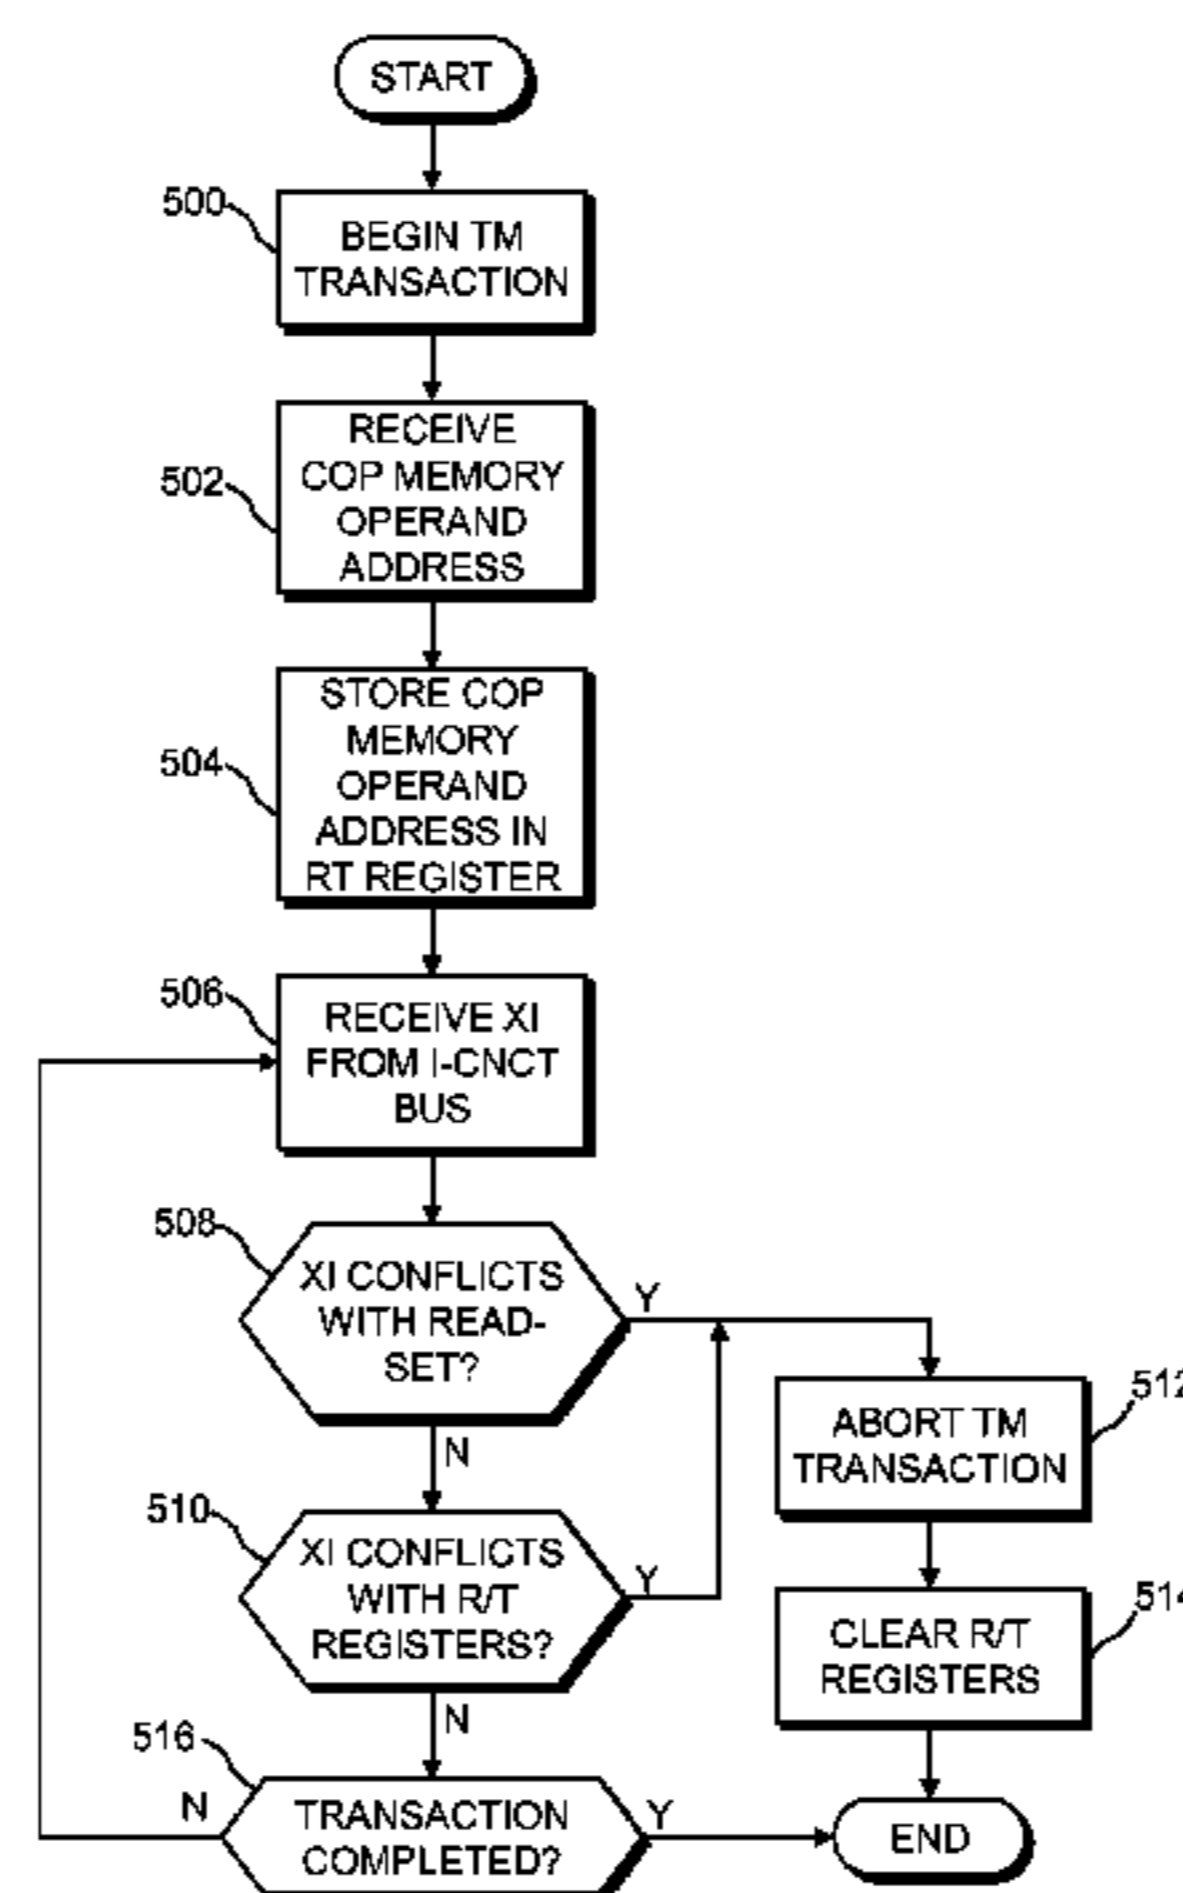 START
500
BEGIN TM
TRANSACTION
502
RECEIVE
COP MEMORY
OPERAND
ADDRESS
504
STORE COP
MEMORY
OPERAND
ADDRESS IN
RT REGISTER
506
RECEIVE XI
FROM I-CNCT
BUS
508
XI CONFLICTS
WITH READ-
SET?
Y
N
512
ABORT TM
TRANSACTION
510
XI CONFLICTS
WITH R/T
REGISTERS?
Y
N
514
CLEAR R/T
REGISTERS
516
N
TRANSACTION
COMPLETED?
Y
END